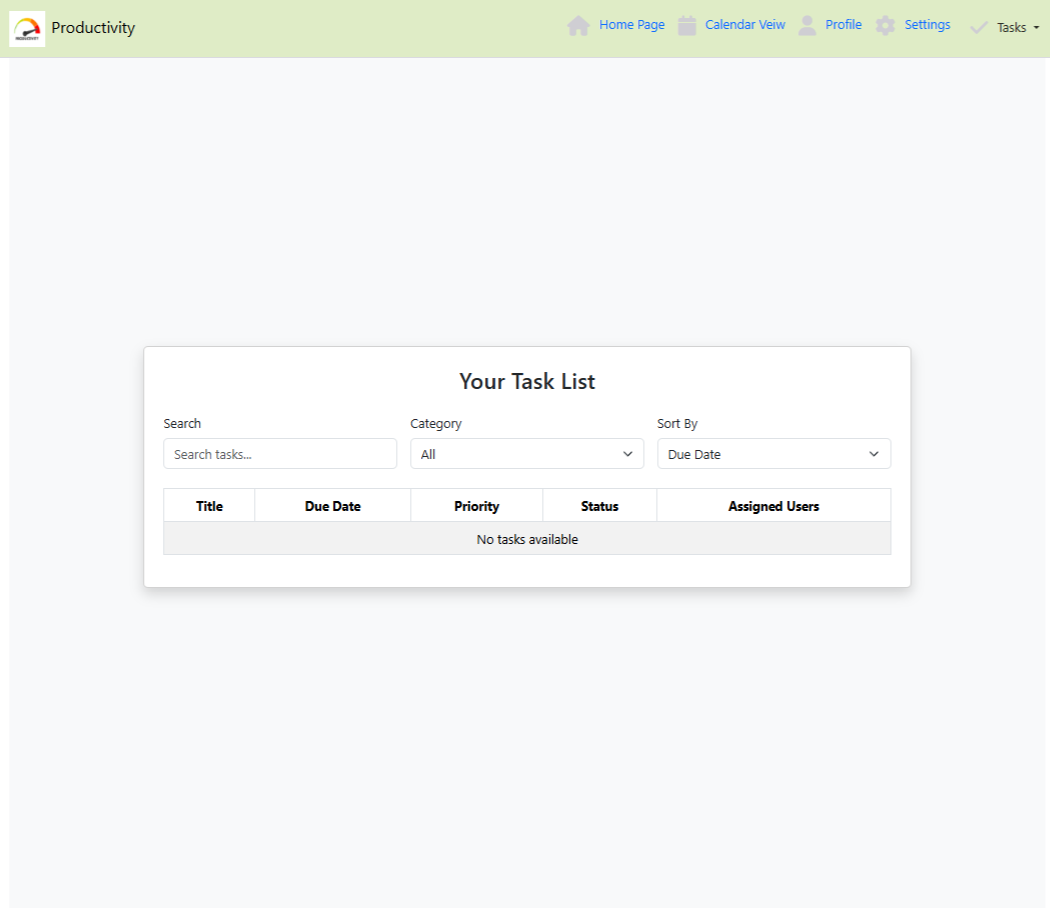 Productivity
Home Page
Calendar Veiw
Profile
Settings
Tasks
Your Task List
Search
Category
Sort By
Search tasks...
All
Due Date
Title Due Date Priority Status Assigned Users
No tasks available